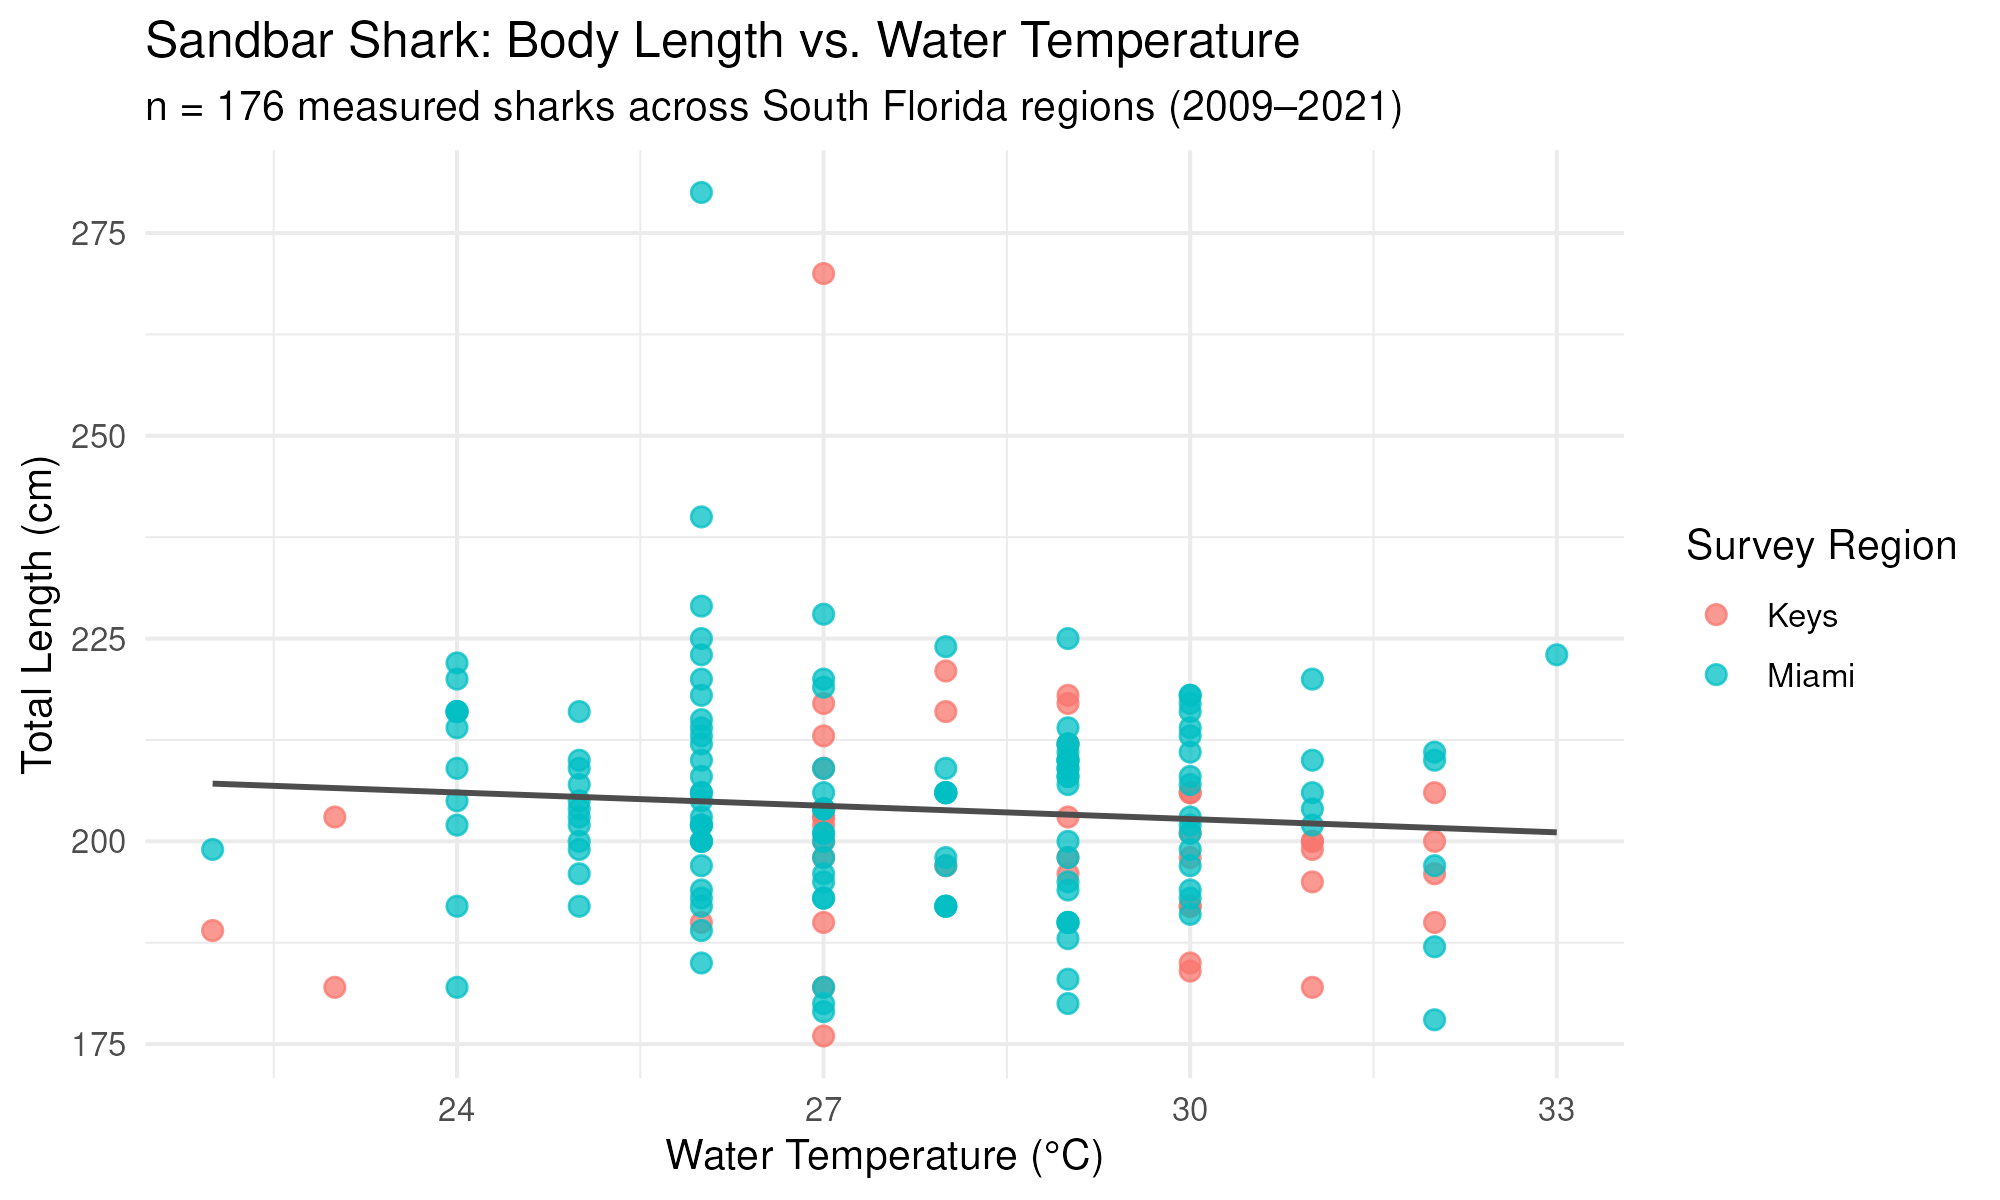 Sandbar Shark: Body Length vs. Water Temperature
n = 176 measured sharks across South Florida regions (2009–2021)
275
250
225
200
175
Total Length (cm)
24
27
30
33
Water Temperature (°C)
Survey Region
Keys
Miami